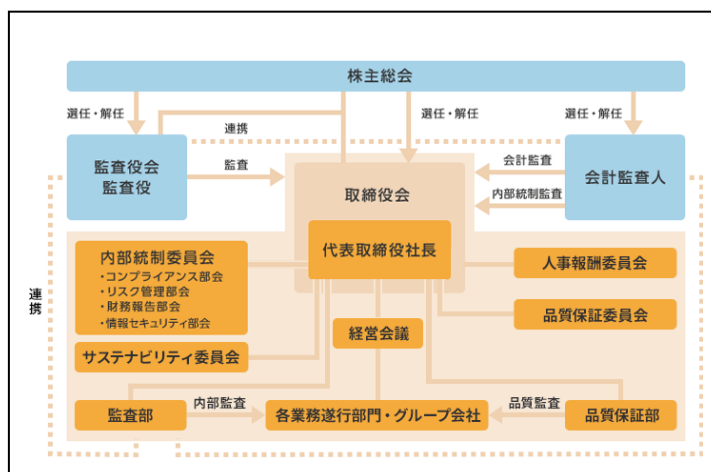 株主総会
選任・解任
選任・解任
選任・解任
連携
監査役会
監査役
監査
会計監査
会計監査人
内部統制監査
取締役会
代表取締役社長
内部統制委員会
・コンプライアンス部会
・リスク管理部会
・財務報告部会
・情報セキュリティ部会
人事報酬委員会
連携
品質保証委員会
経営会議
サステナビリティ委員会
監査部
内部監査
各業務遂行部門・グループ会社
品質監査
品質保証部